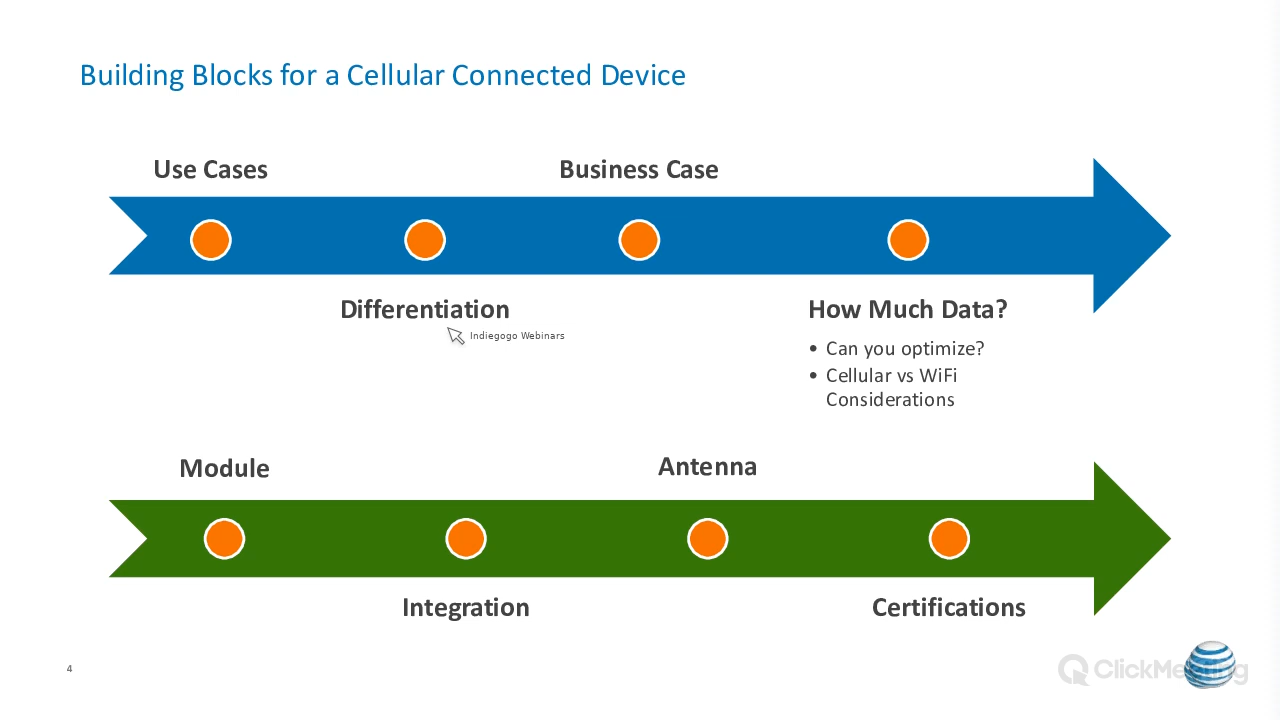 Building Blocks for a Cellular Connected Device
Use Cases
Business Case
Differentiation
How Much Data?
Indiegogo Webinars
• Can you optimize?
• Cellular vs WiFi
Considerations
Module
Antenna
Integration
Certifications
4
ClickMeeting